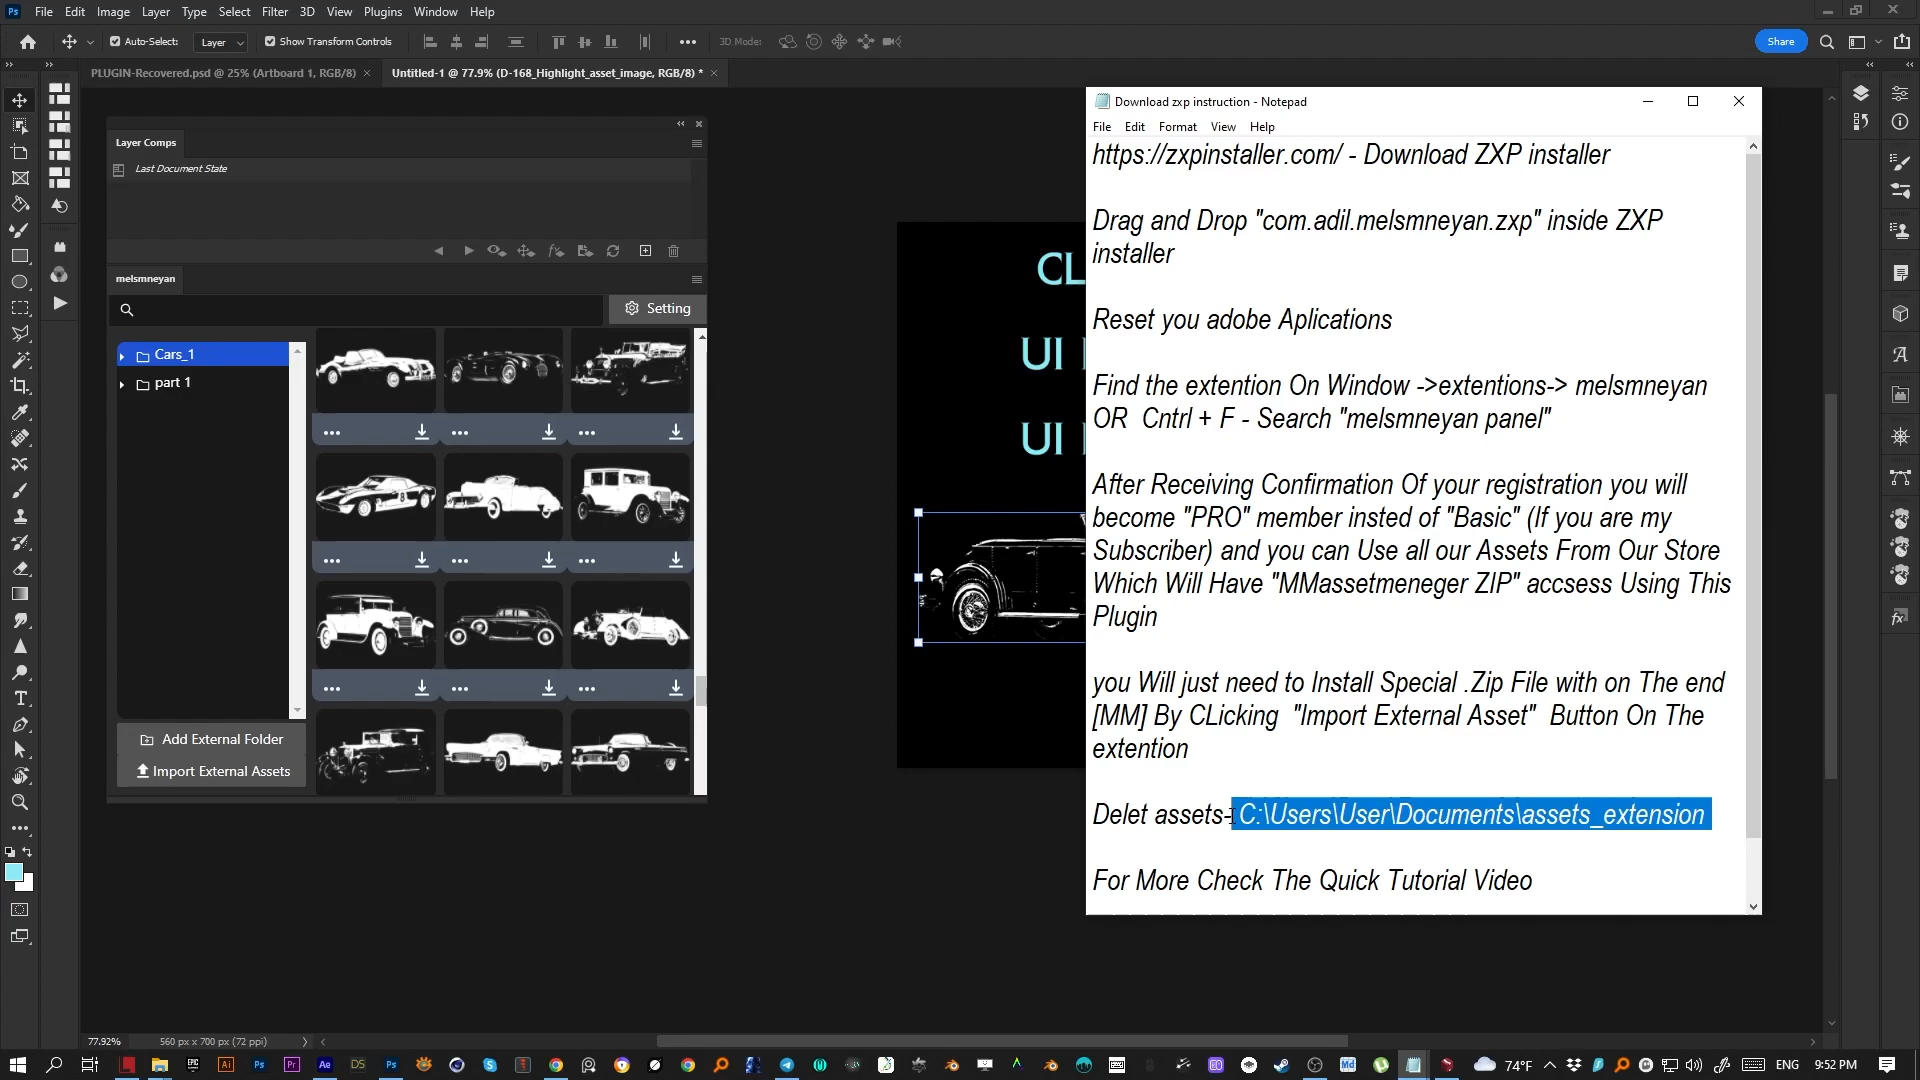 File Edit Image Layer Type Select Filter 3D View Plugins Window Help
Auto-Select: Layer Show Transform Controls 3D Mode: Share
PLUGIN-Recovered.psd @ 25% (Artboard 1, RGB/8) × Untitled-1 @ 77.9% (D-168_Highlight_asset_image, RGB/8) * ×
Layer Comps
Last Document State
melsmneyan
Setting
Cars_1
part 1
Add External Folder
Import External Assets
CL
UI
UI
Download zxp instruction - Notepad
File Edit Format View Help
https://zxpinstaller.com/ - Download ZXP installer
Drag and Drop "com.adil.melsmneyan.zxp" inside ZXP
installer
Reset you adobe Aplications
Find the extention On Window ->extentions-> melsmneyan
OR Cntrl + F - Search "melsmneyan panel"
After Receiving Confirmation Of your registration you will
become "PRO" member insted of "Basic" (If you are my
Subscriber) and you can Use all our Assets From Our Store
Which Will Have "MMassetmeneger ZIP" accsess Using This
Plugin
you Will just need to Install Special .Zip File with on The end
[MM] By CLicking "Import External Asset" Button On The
extention
Delet assets- C:\Users\User\Documents\assets_extension
For More Check The Quick Tutorial Video
77.92% 560 px x 700 px (72 ppi)
74°F ENG 9:52 PM